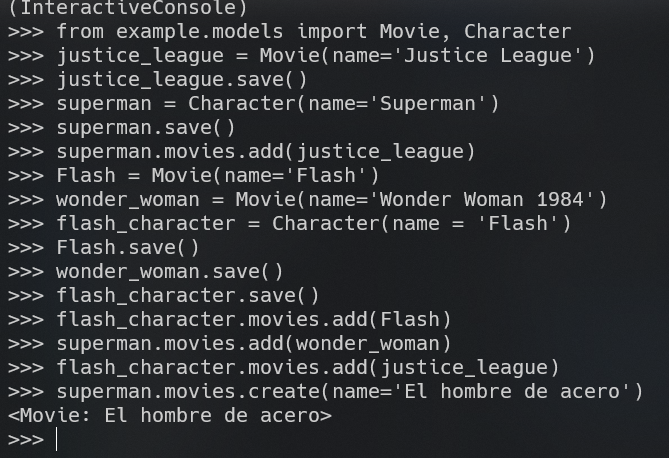 (InteractiveConsole)
>>> from example.models import Movie, Character
>>> justice_league = Movie(name='Justice League')
>>> justice_league.save()
>>> superman = Character(name='Superman')
>>> superman.save()
>>> superman.movies.add(justice_league)
>>> Flash = Movie(name='Flash')
>>> wonder_woman = Movie(name='Wonder Woman 1984')
>>> flash_character = Character(name = 'Flash')
>>> Flash.save()
>>> wonder_woman.save()
>>> flash_character.save()
>>> flash_character.movies.add(Flash)
>>> superman.movies.add(wonder_woman)
>>> flash_character.movies.add(justice_league)
>>> superman.movies.create(name='El hombre de acero')
<Movie: El hombre de acero>
>>>